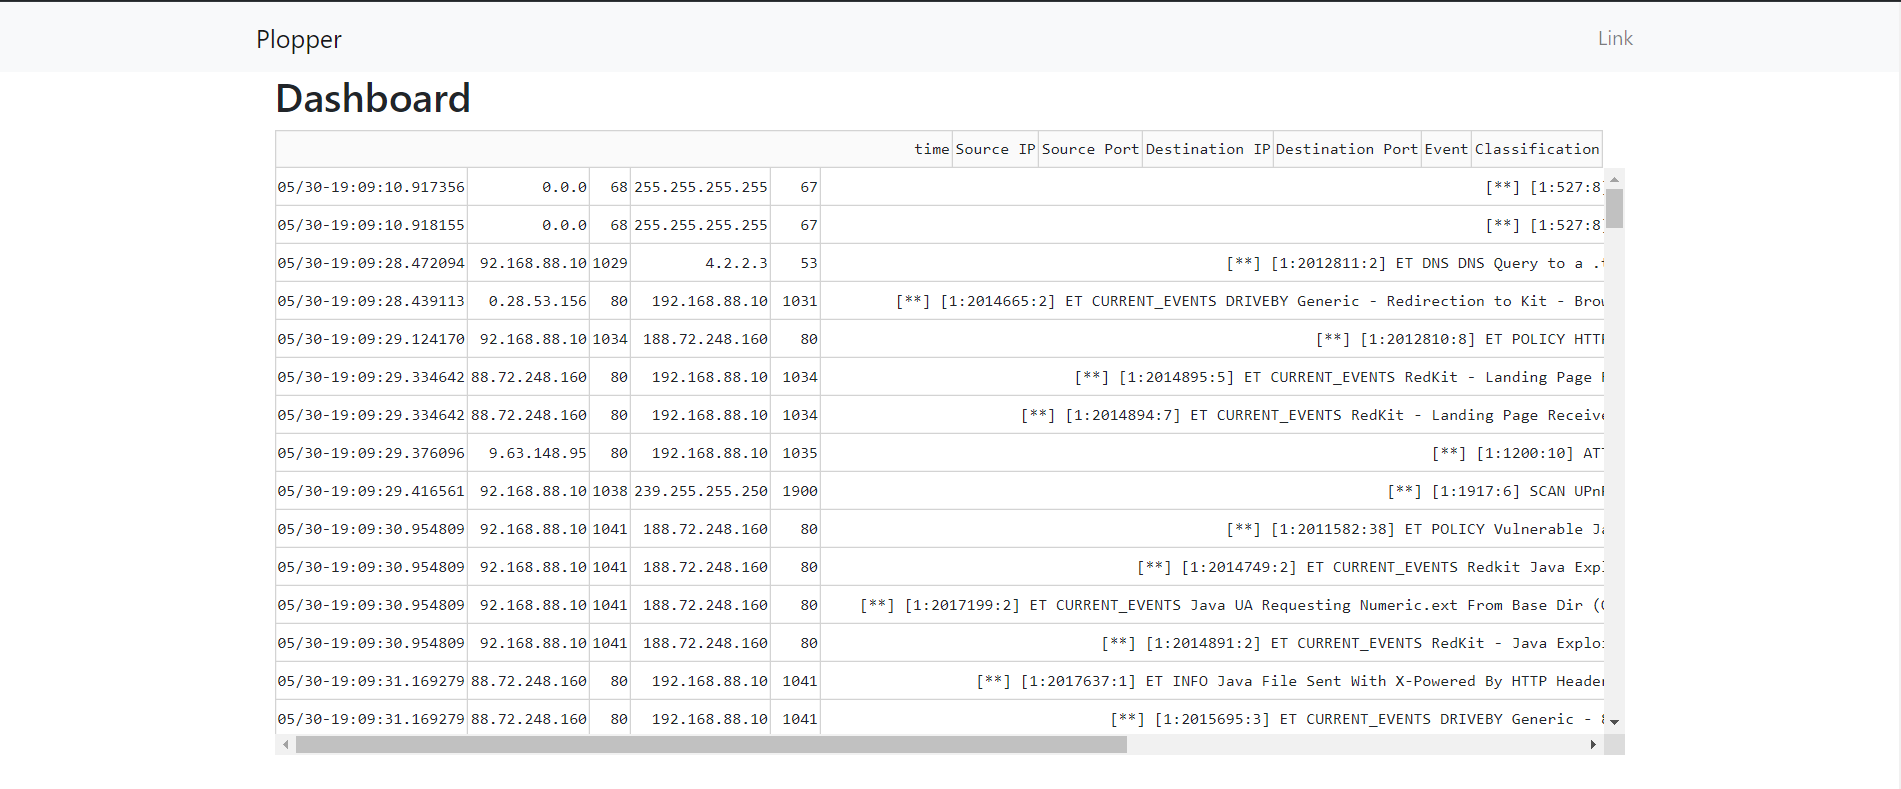 Plopper Link
Dashboard
time Source IP Source Port Destination IP Destination Port Event Classification
05/30-19:09:10.917356 0.0.0 68 255.255.255.255 67 [**] [1:527:8]
05/30-19:09:10.918155 0.0.0 68 255.255.255.255 67 [**] [1:527:8]
05/30-19:09:28.472094 92.168.88.10 1029 4.2.2.3 53 [**] [1:2012811:2] ET DNS DNS Query to a .
05/30-19:09:28.439113 0.28.53.156 80 192.168.88.10 1031 [**] [1:2014665:2] ET CURRENT_EVENTS DRIVEBY Generic - Redirection to Kit - Brow
05/30-19:09:29.124170 92.168.88.10 1034 188.72.248.160 80 [**] [1:2012810:8] ET POLICY HTTP
05/30-19:09:29.334642 88.72.248.160 80 192.168.88.10 1034 [**] [1:2014895:5] ET CURRENT_EVENTS RedKit - Landing Page
05/30-19:09:29.334642 88.72.248.160 80 192.168.88.10 1034 [**] [1:2014894:7] ET CURRENT_EVENTS RedKit - Landing Page Receive
05/30-19:09:29.376096 9.63.148.95 80 192.168.88.10 1035 [**] [1:1200:10] ATT
05/30-19:09:29.416561 92.168.88.10 1038 239.255.255.250 1900 [**] [1:1917:6] SCAN UPnP
05/30-19:09:30.954809 92.168.88.10 1041 188.72.248.160 80 [**] [1:2011582:38] ET POLICY Vulnerable Ja
05/30-19:09:30.954809 92.168.88.10 1041 188.72.248.160 80 [**] [1:2014749:2] ET CURRENT_EVENTS Redkit Java Expl
05/30-19:09:30.954809 92.168.88.10 1041 188.72.248.160 80 [**] [1:2017199:2] ET CURRENT_EVENTS Java UA Requesting Numeric.ext From Base Dir (
05/30-19:09:30.954809 92.168.88.10 1041 188.72.248.160 80 [**] [1:2014891:2] ET CURRENT_EVENTS RedKit - Java Exploi
05/30-19:09:31.169279 88.72.248.160 80 192.168.88.10 1041 [**] [1:2017637:1] ET INFO Java File Sent With X-Powered By HTTP Header
05/30-19:09:31.169279 88.72.248.160 80 192.168.88.10 1041 [**] [1:2015695:3] ET CURRENT_EVENTS DRIVEBY Generic -